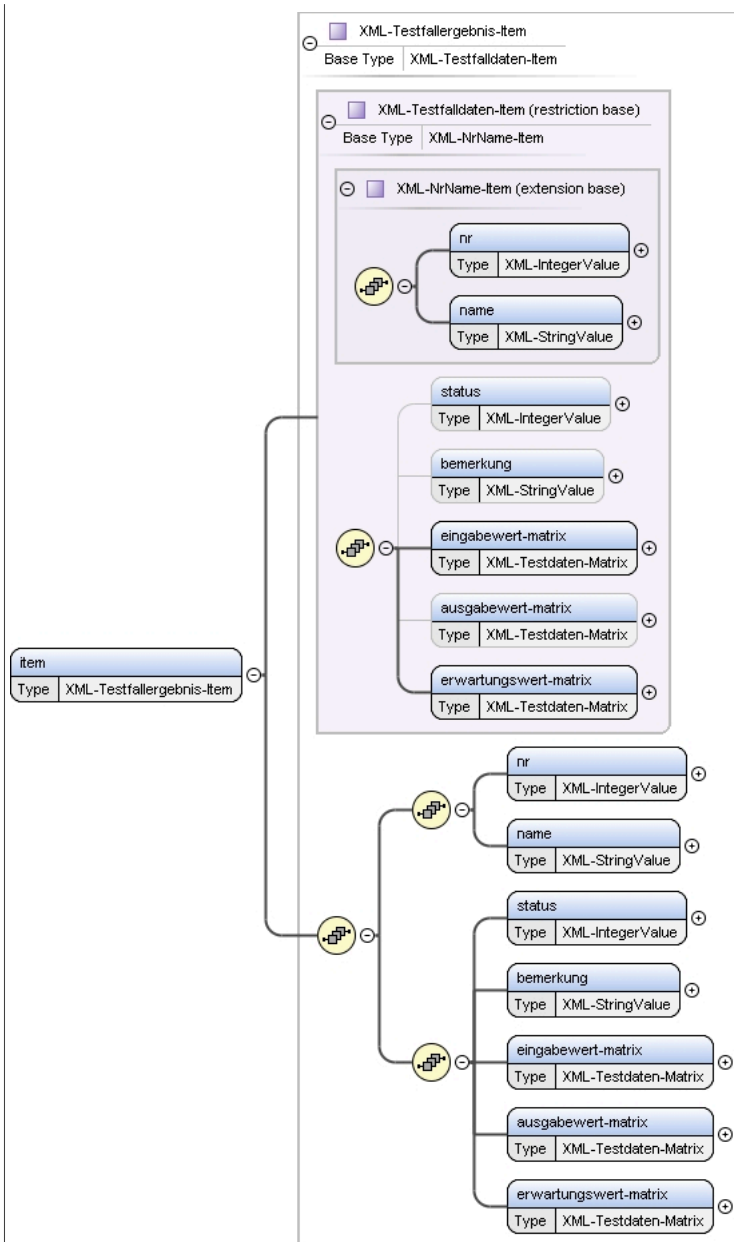 XML-Testfallergebnis-Item
Base Type XML-Testfalldaten-Item
XML-Testfalldaten-Item (restriction base)
Base Type XML-NrName-Item
XML-NrName-Item (extension base)
nr
Type XML-IntegerValue
name
Type XML-StringValue
status
Type XML-IntegerValue
bemerkung
Type XML-StringValue
eingabewert-matrix
Type XML-Testdaten-Matrix
ausgabewert-matrix
Type XML-Testdaten-Matrix
erwartungswert-matrix
Type XML-Testdaten-Matrix
item
Type XML-Testfallergebnis-Item
nr
Type XML-IntegerValue
name
Type XML-StringValue
status
Type XML-IntegerValue
bemerkung
Type XML-StringValue
eingabewert-matrix
Type XML-Testdaten-Matrix
ausgabewert-matrix
Type XML-Testdaten-Matrix
erwartungswert-matrix
Type XML-Testdaten-Matrix